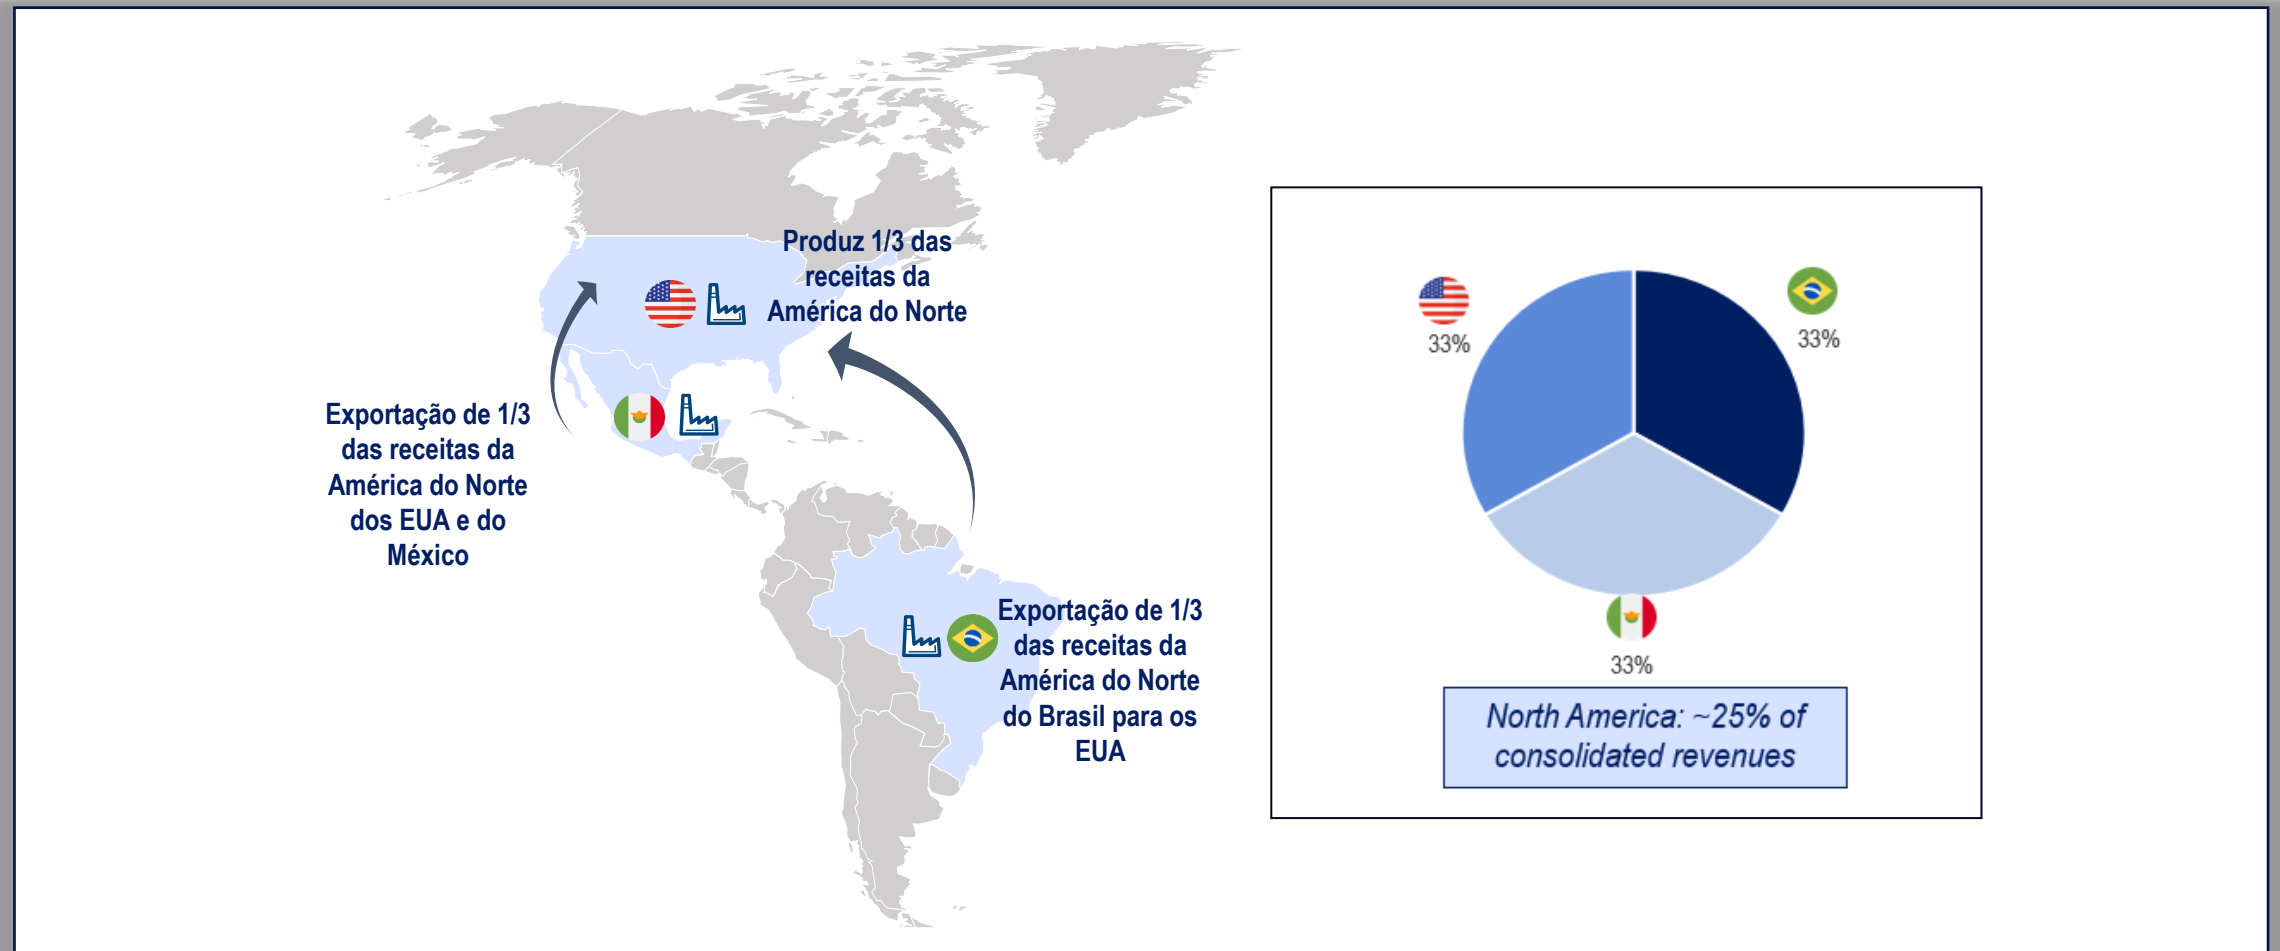 Produz 1/3 das
receitas da
América do Norte
Exportação de 1/3
das receitas da
América do Norte
dos EUA e do
México
Exportação de 1/3
das receitas da
América do Norte
do Brasil para os
EUA
33%
33%
33%
North America: ~25% of
consolidated revenues